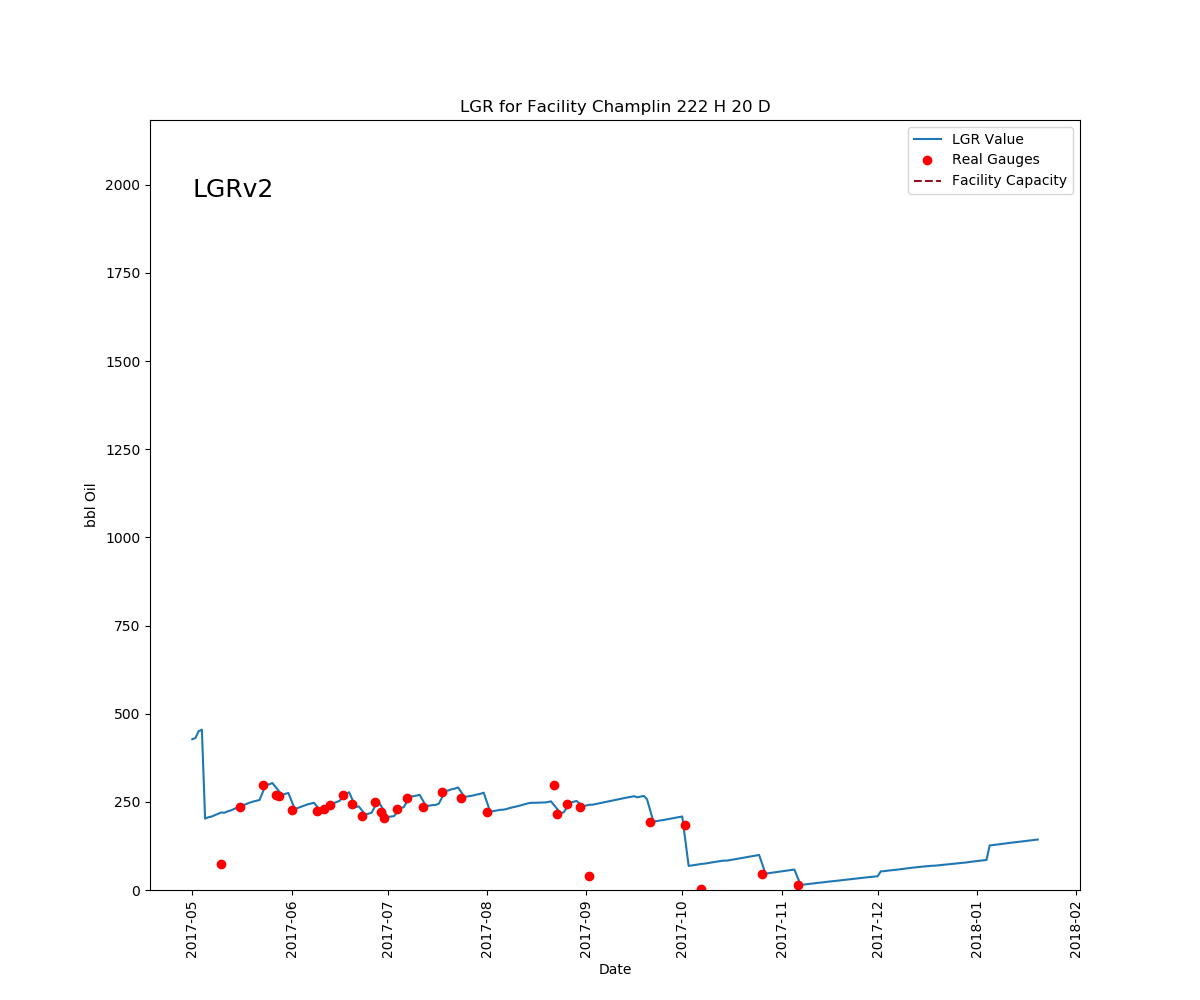 LGR for Facility Champlin 222 H 20 D
LGR Value
Real Gauges
Facility Capacity
LGRv2
2000
1750
1500
1250
1000
750
500
250
0
bbl Oil
2017-05
2017-06
2017-07
2017-08
2017-09
2017-10
2017-11
2017-12
2018-01
2018-02
Date